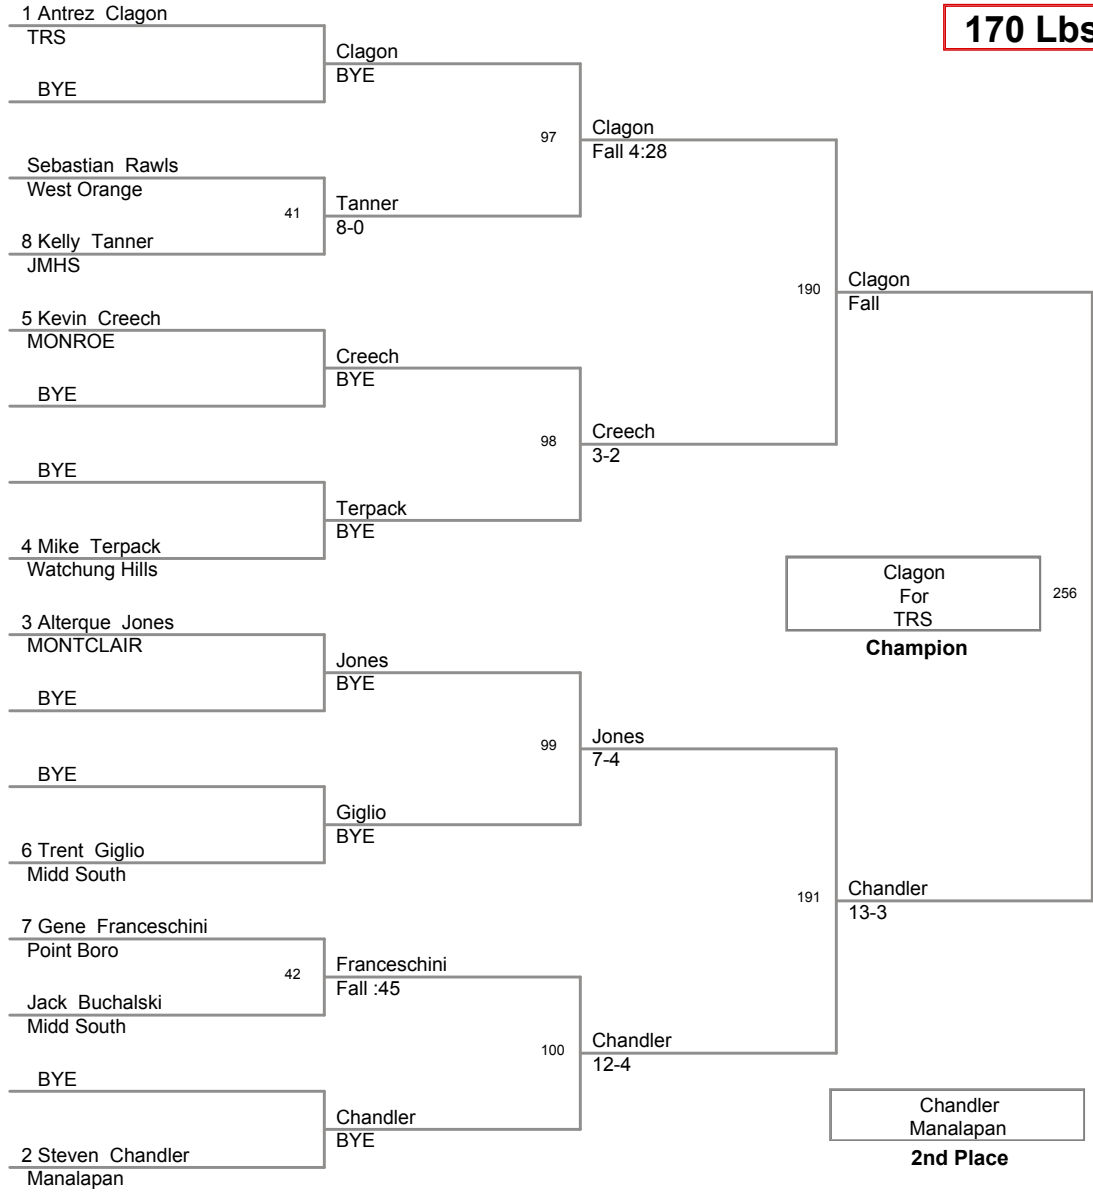 170 Lbs
1 Antrez Clagon
TRS
BYE
Sebastian Rawls
West Orange
41
8 Kelly Tanner
JMHS
5 Kevin Creech
MONROE
BYE
BYE
4 Mike Terpack
Watchung Hills
3 Alterque Jones
MONTCLAIR
BYE
BYE
6 Trent Giglio
Midd South
7 Gene Franceschini
Point Boro
42
Jack Buchalski
Midd South
BYE
2 Steven Chandler
Manalapan
Clagon
BYE
97
Tanner
8-0
Creech
BYE
98
Terpack
BYE
Jones
BYE
99
Giglio
BYE
Franceschini
Fall :45
100
Chandler
BYE
Clagon
Fall 4:28
190
Creech
3-2
Jones
7-4
191
Chandler
12-4
Clagon
Fall
Chandler
13-3
256
Clagon
For
TRS
Champion
Chandler
Manalapan
2nd Place